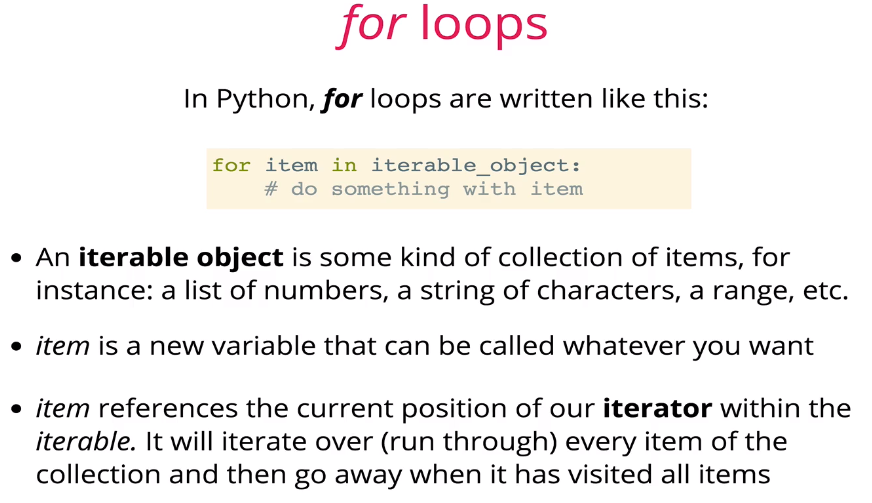 for loops
In Python, for loops are written like this:
for item in iterable_object:
    # do something with item
• An iterable object is some kind of collection of items, for
instance: a list of numbers, a string of characters, a range, etc.
• item is a new variable that can be called whatever you want
• item references the current position of our iterator within the
iterable. It will iterate over (run through) every item of the
collection and then go away when it has visited all items